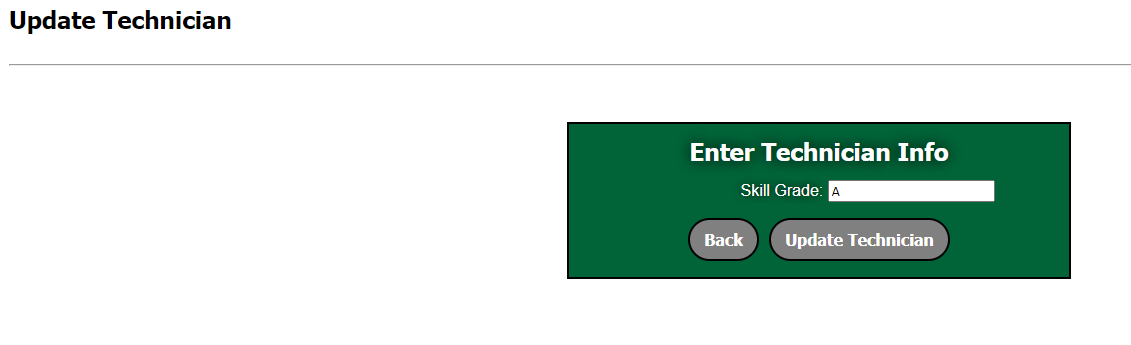 Update Technician
Enter Technician Info
Skill Grade: A
Back Update Technician